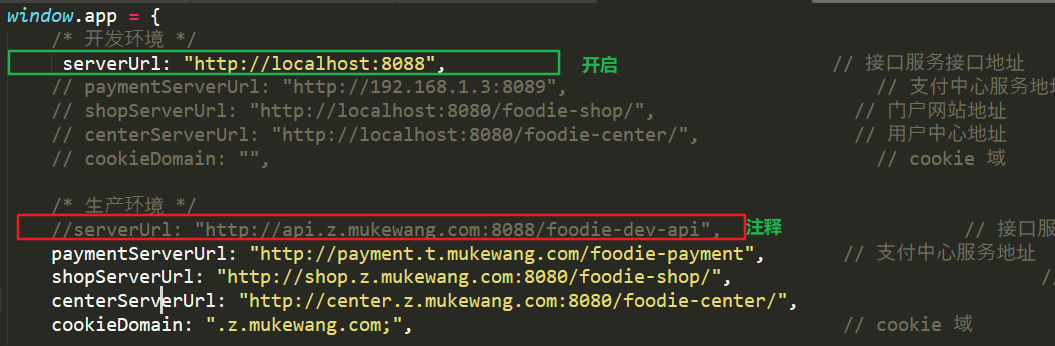 window.app = {
/* 开发环境 */
serverUrl: "http://localhost:8088", 开启 // 接口服务接口地址
// paymentServerUrl: "http://192.168.1.3:8089", // 支付中心服务地
// shopServerUrl: "http://localhost:8080/foodie-shop/", // 门户网站地址
// centerServerUrl: "http://localhost:8080/foodie-center/", // 用户中心地址
// cookieDomain: "", // cookie 域
/* 生产环境 */
//serverUrl: "http://api.z.mukewang.com:8088/foodie-dev-api", 注释 // 接口服
paymentServerUrl: "http://payment.t.mukewang.com/foodie-payment", // 支付中心服务地址
shopServerUrl: "http://shop.z.mukewang.com:8080/foodie-shop/", //
centerServerUrl: "http://center.z.mukewang.com:8080/foodie-center/",
cookieDomain: ".z.mukewang.com;", // cookie 域